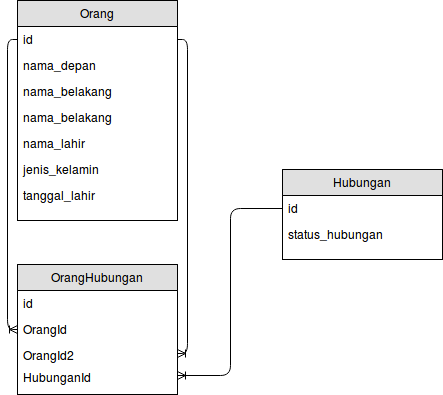 Orang
id
nama_depan
nama_belakang
nama_belakang
nama_lahir
jenis_kelamin
tanggal_lahir
Hubungan
id
status_hubungan
OrangHubungan
id
OrangId
OrangId2
HubunganId